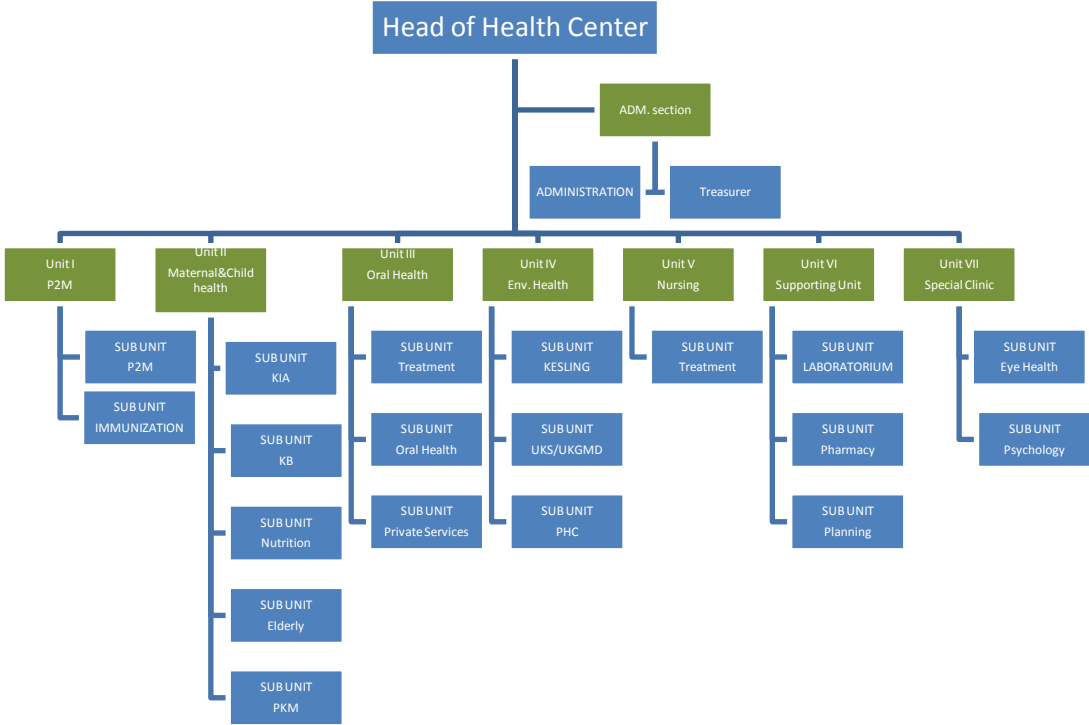 Head of Health Center
ADM. section
ADMINISTRATION
Treasurer
Unit I
P2M
Unit II
Maternal&Child
health
Unit III
Oral Health
Unit IV
Env. Health
Unit V
Nursing
Unit VI
Supporting Unit
Unit VII
Special Clinic
SUB UNIT
P2M
SUB UNIT
IMMUNIZATION
SUB UNIT
KIA
SUB UNIT
KB
SUB UNIT
Nutrition
SUB UNIT
Elderly
SUB UNIT
PKM
SUB UNIT
Treatment
SUB UNIT
Oral Health
SUB UNIT
Private Services
SUB UNIT
KESLING
SUB UNIT
UKS/UKGMD
SUB UNIT
PHC
SUB UNIT
Treatment
SUB UNIT
LABORATORIUM
SUB UNIT
Pharmacy
SUB UNIT
Planning
SUB UNIT
Eye Health
SUB UNIT
Psychology